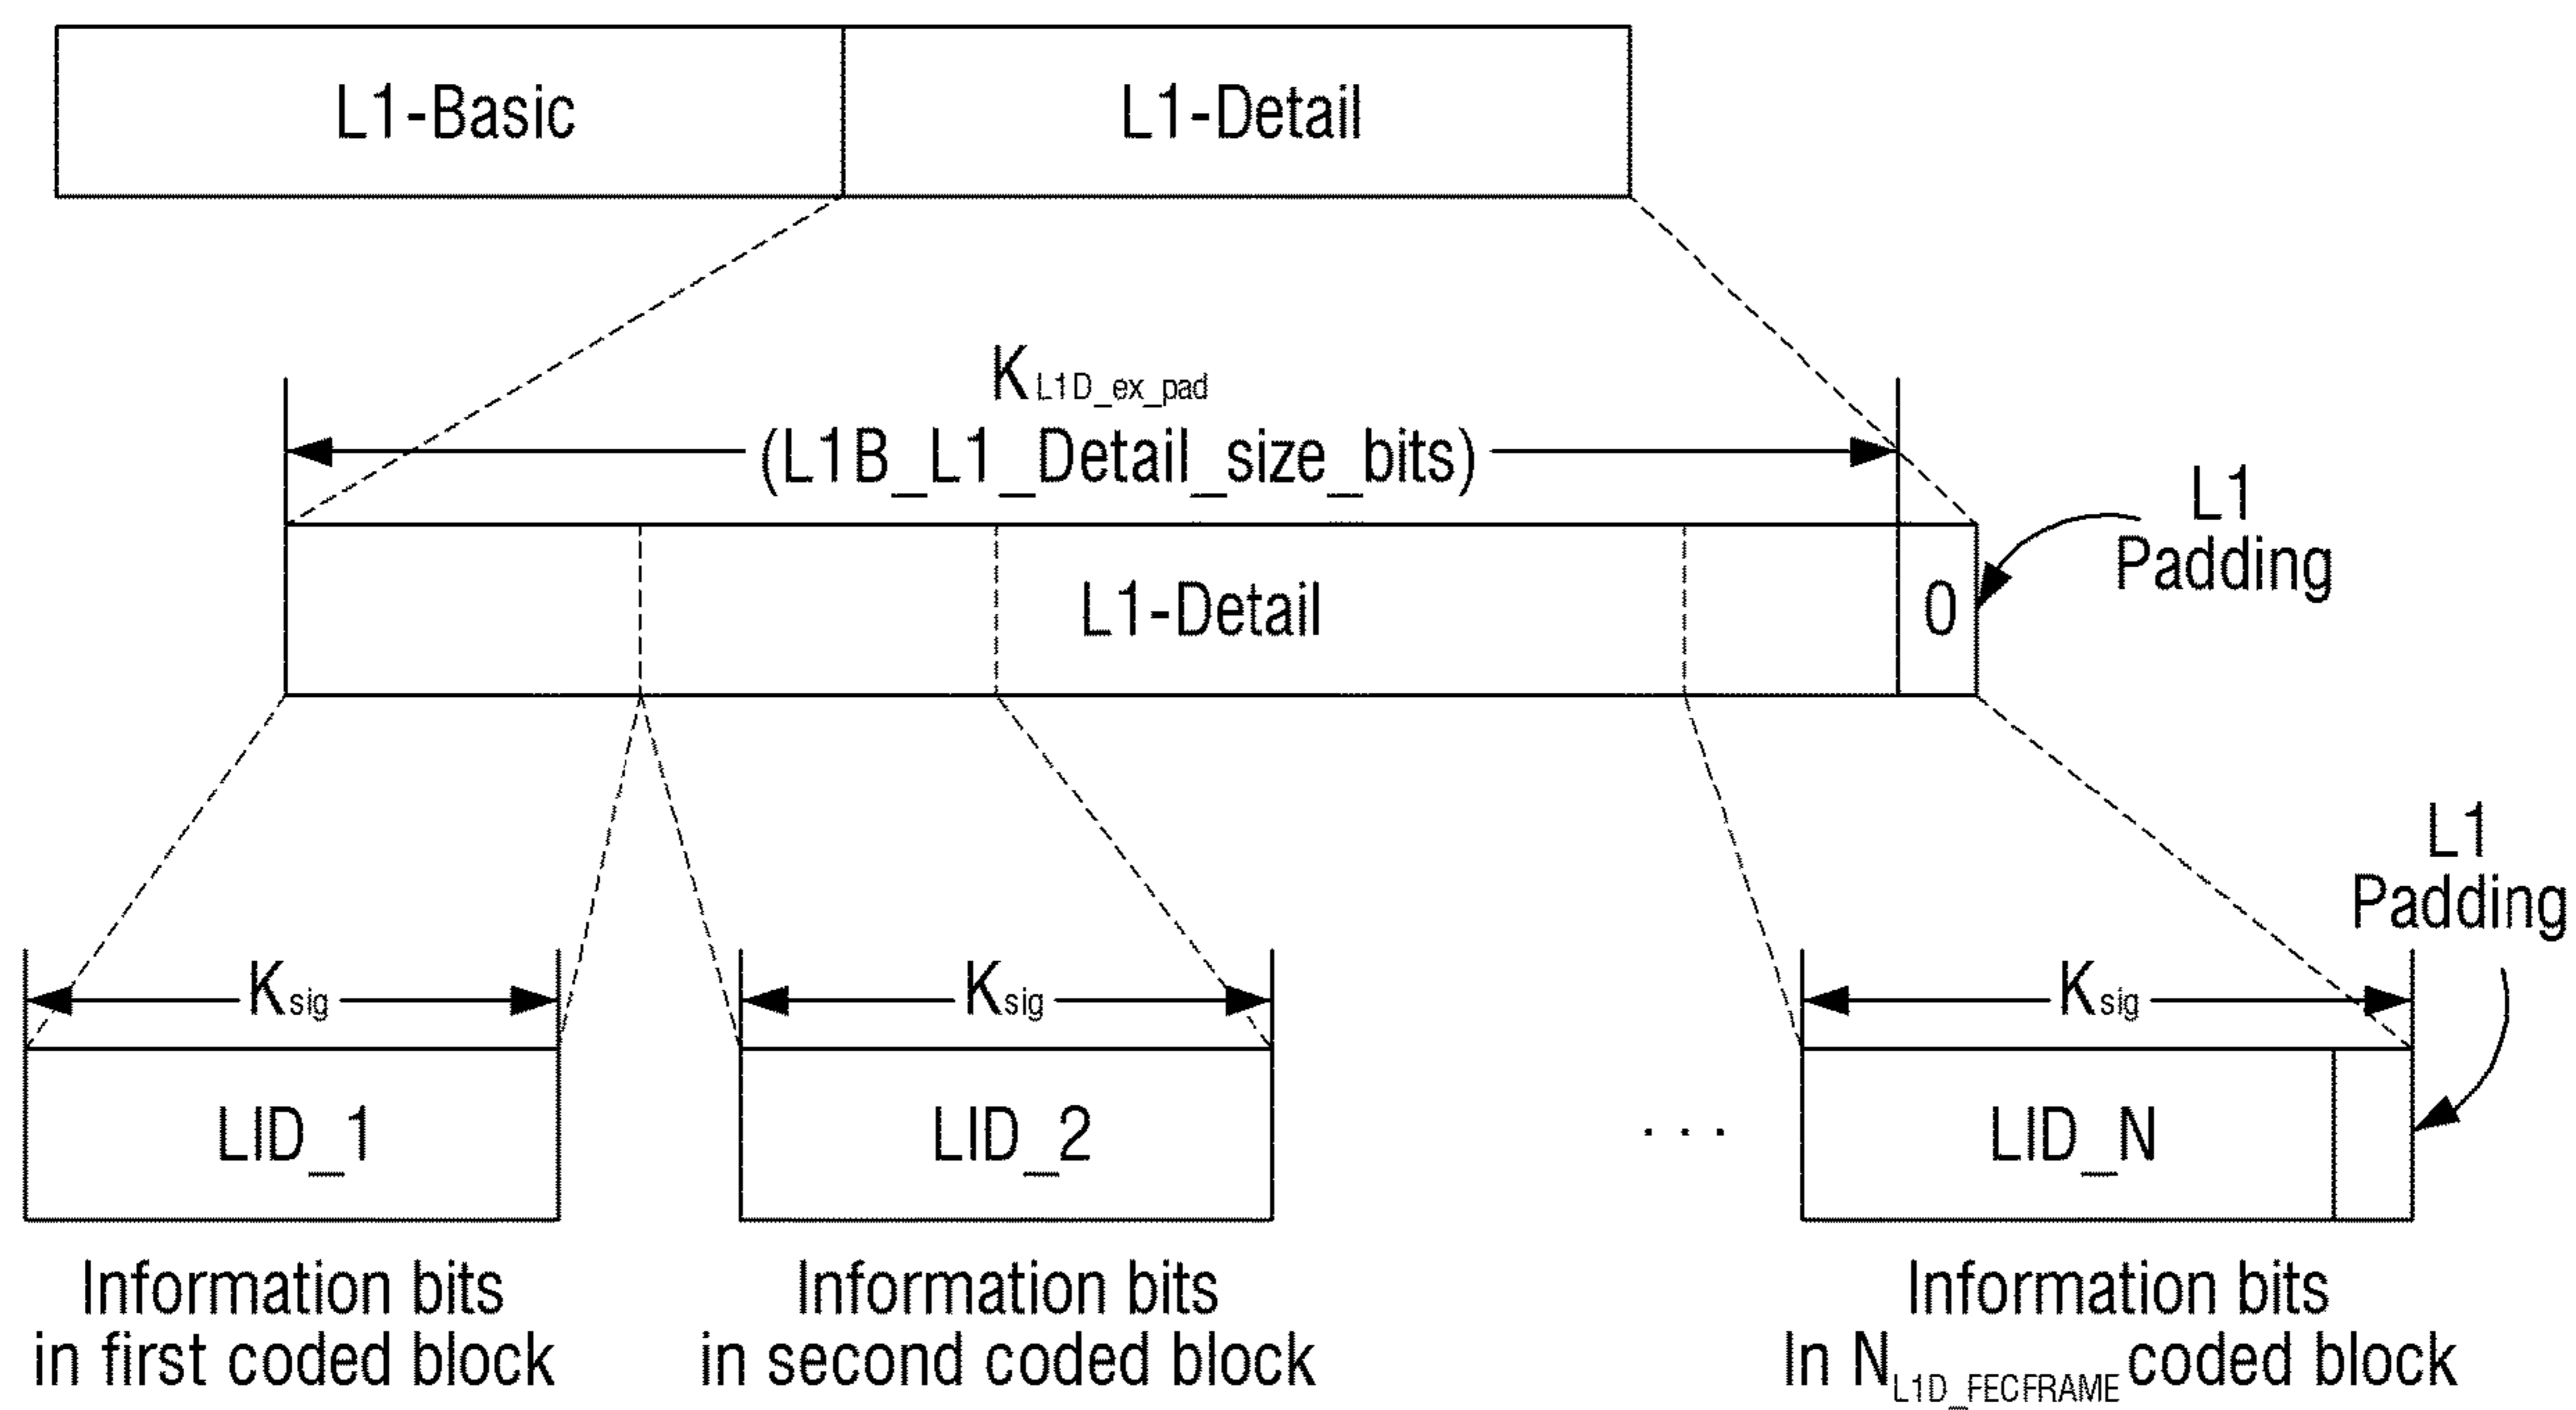 L1-Basic
L1-Detail
K L1D_ex_pad
(L1B_L1_Detail_size_bits)
L1
Padding
L1-Detail
0
L1
Padding
Ksig
Ksig
Ksig
LID_1
LID_2
. . .
LID_N
Information bits
in first coded block
Information bits
in second coded block
Information bits
In NL1D_FECFRAME coded block